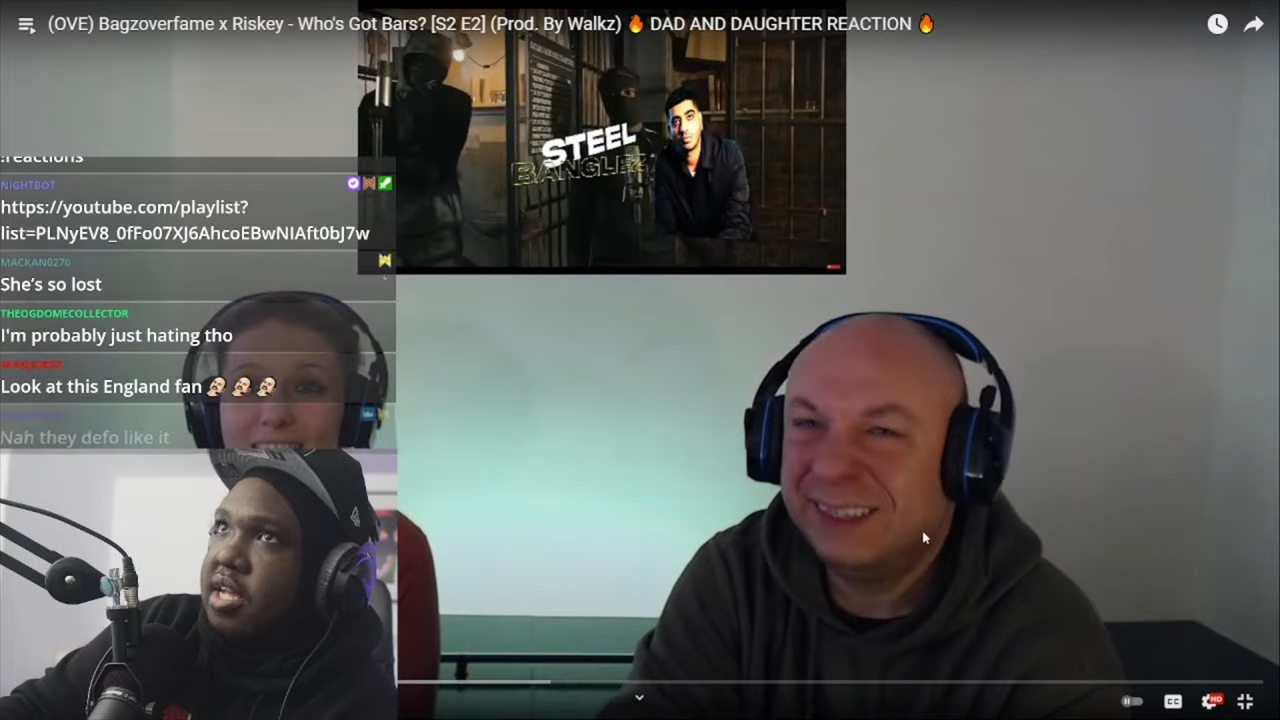 (OVE) Bagzoverfame x Riskey - Who's Got Bars? [S2 E2] (Prod. By Walkz) 🔥 DAD AND DAUGHTER REACTION 🔥
STEEL
BANGLEZ
!reactions
NIGHTBOT
https://youtube.com/playlist?
list=PLNyEV8_0fFo07XJ6AhcoEBwNIAft0bJ7w
MACKAN0270
She's so lost
THEOGDOMECOLLECTOR
I'm probably just hating tho
Look at this England fan
Nah they defo like it
CC
HD